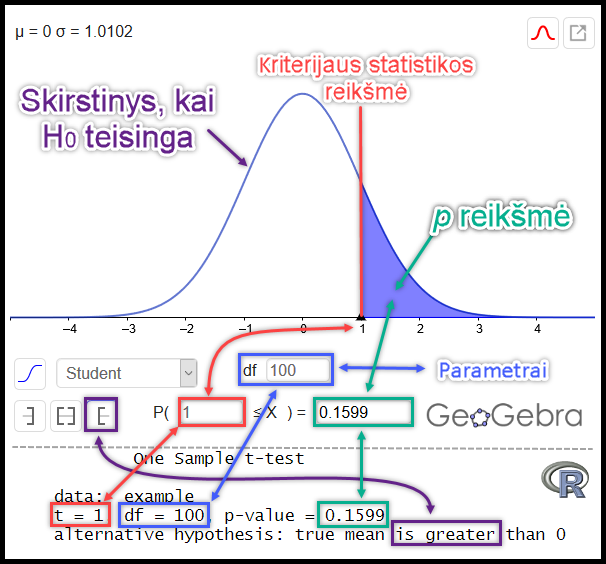 μ = 0 σ = 1.0102
Kriterijaus statistikos
reikšmė
Skirstinys, kai
H0 teisinga
p reikšmė
−4 −3 −2 −1 0 1 2 3 4
Student
df 100
Parametrai
P( 1 ≤ X ) = 0.1599
GeoGebra
One Sample t-test
data: example
t = 1 df = 100, p-value = 0.1599
alternative hypothesis: true mean is greater than 0
R